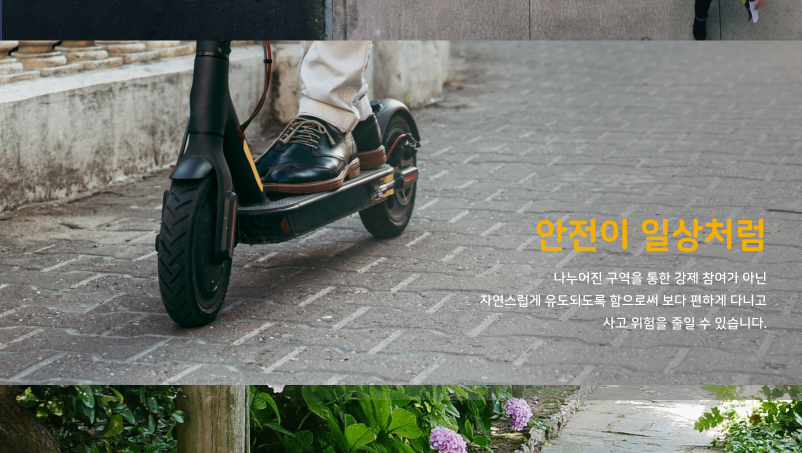 안전이 일상처럼
나누어진 구역을 통한 강제 참여가 아닌
자연스럽게 유도되도록 함으로써 보다 편하게 다니고
사고 위험을 줄일 수 있습니다.